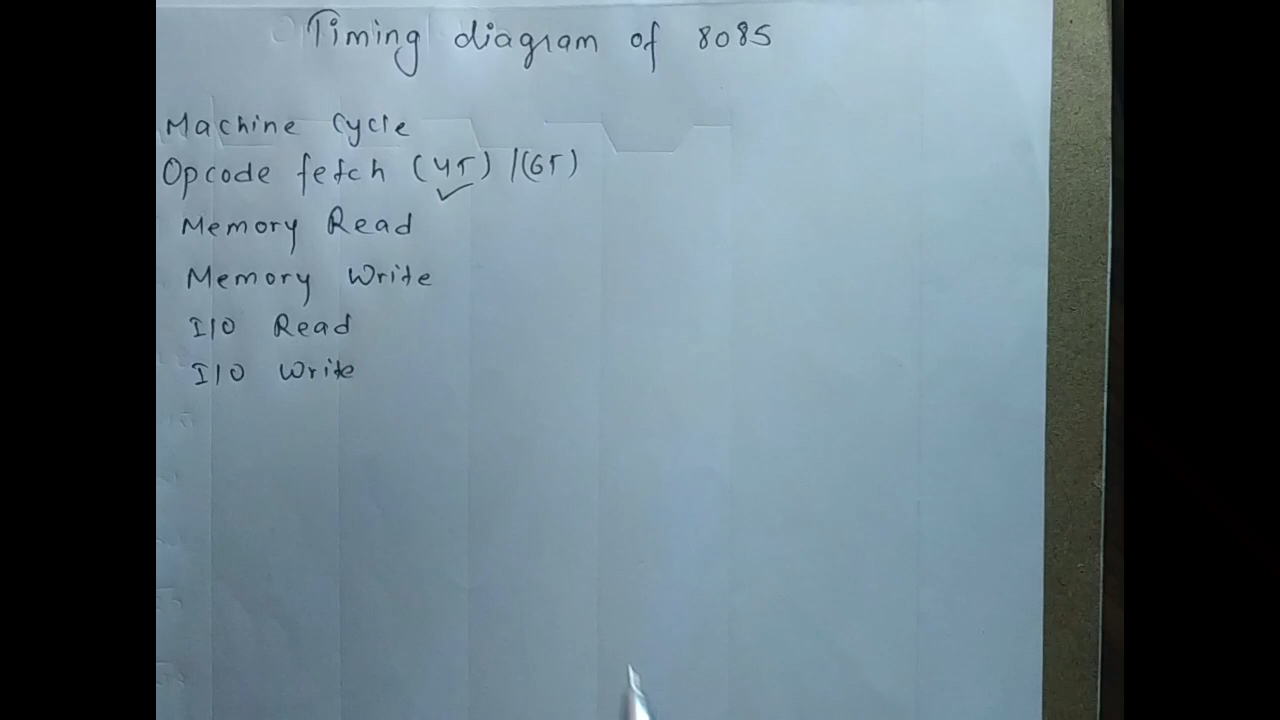 Timing diagram of 8085
Machine Cycle
Opcode fetch (4T) /(6T)
Memory Read
Memory Write
I/O Read
I/O Write